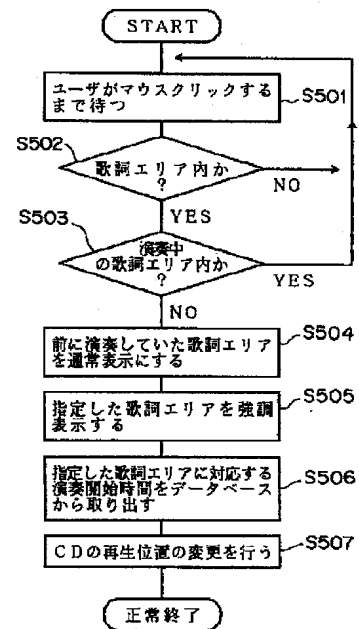 START
ユーザがマウスクリックする
まで待つ
S501
S502
歌詞エリア内か
?
NO
YES
S503
演奏中
の歌詞エリア内か
?
YES
NO
前に演奏していた歌詞エリア
を通常表示にする
S504
指定した歌詞エリアを強調
表示する
S505
指定した歌詞エリアに対応する
演奏開始時間をデータベース
から取り出す
S506
CDの再生位置の変更を行う
S507
正常終了